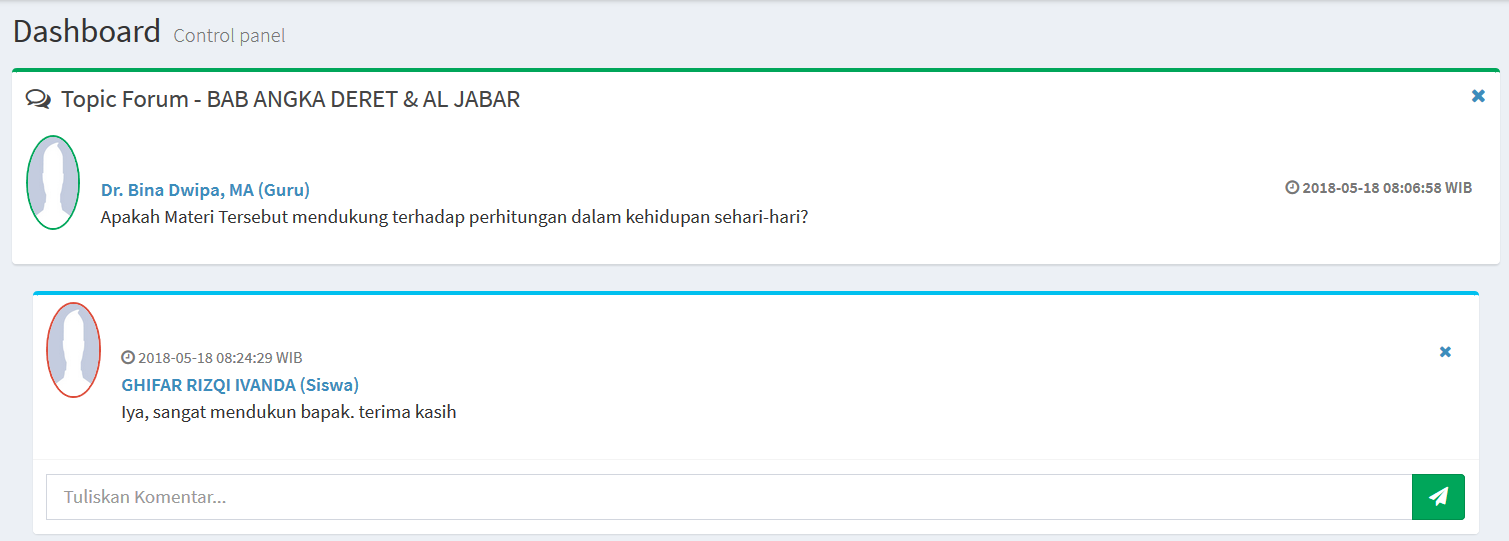 Dashboard Control panel
Topic Forum - BAB ANGKA DERET & AL JABAR
Dr. Bina Dwipa, MA (Guru)
2018-05-18 08:06:58 WIB
Apakah Materi Tersebut mendukung terhadap perhitungan dalam kehidupan sehari-hari?
2018-05-18 08:24:29 WIB
GHIFAR RIZQI IVANDA (Siswa)
Iya, sangat mendukun bapak. terima kasih
Tuliskan Komentar...